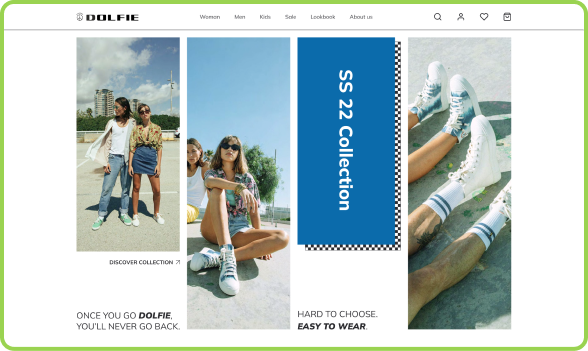 DOLFIE
Women Men Kids Sale Lookbook About us
SS 22 Collection
DISCOVER COLLECTION
ONCE YOU GO DOLFIE,
YOU'LL NEVER GO BACK.
HARD TO CHOOSE.
EASY TO WEAR.